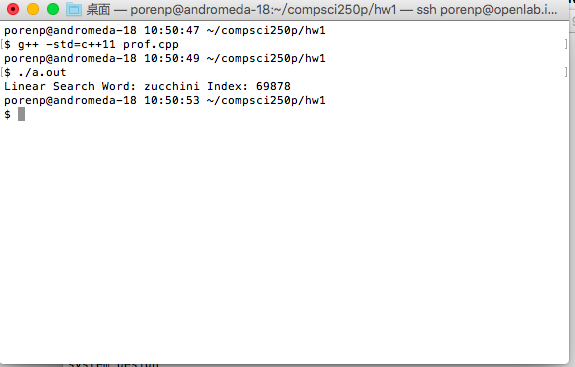 桌面 — porenp@andromeda-18:~/compsci250p/hw1 — ssh porenp@openlab.i...
porenp@andromeda-18 10:50:47 ~/compsci250p/hw1
[$ g++ -std=c++11 prof.cpp ]
porenp@andromeda-18 10:50:49 ~/compsci250p/hw1
[$ ./a.out ]
Linear Search Word: zucchini Index: 69878
porenp@andromeda-18 10:50:53 ~/compsci250p/hw1
$